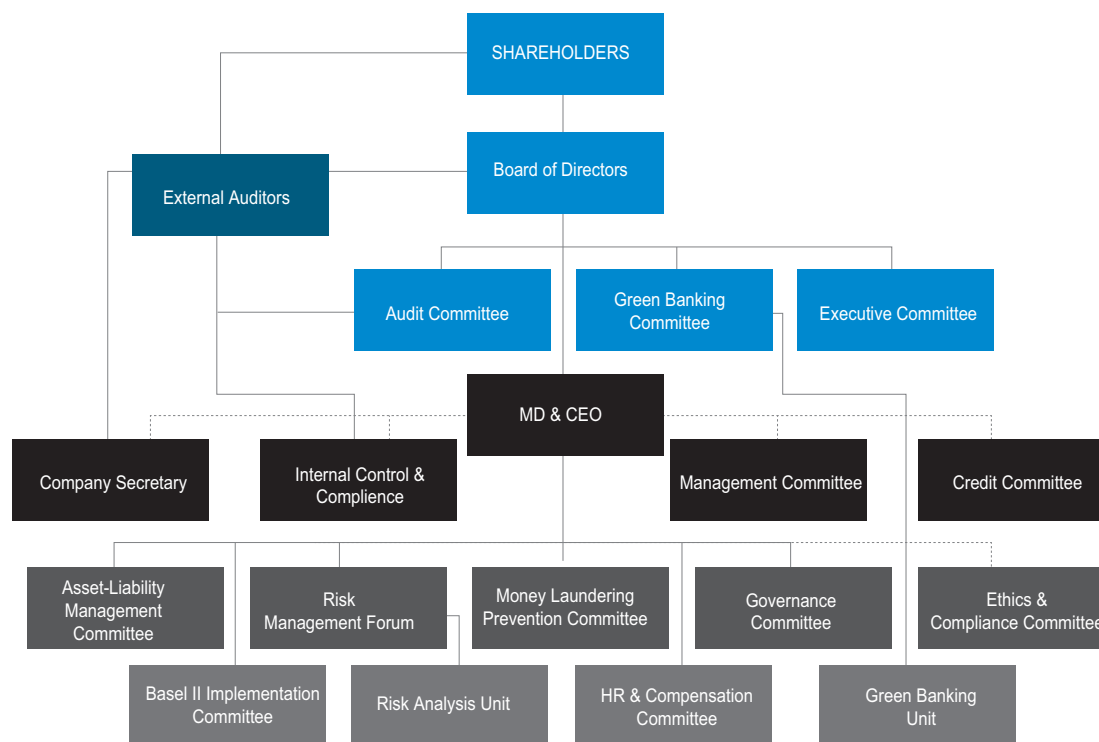 SHAREHOLDERS
Board of Directors
External Auditors
Audit Committee
Green Banking
Committee
Executive Committee
MD & CEO
Company Secretary
Internal Control &
Complience
Management Committee
Credit Committee
Asset-Liability
Management
Committee
Risk
Management Forum
Money Laundering
Prevention Committee
Governance
Committee
Ethics &
Compliance Committee
Basel II Implementation
Committee
Risk Analysis Unit
HR & Compensation
Committee
Green Banking
Unit